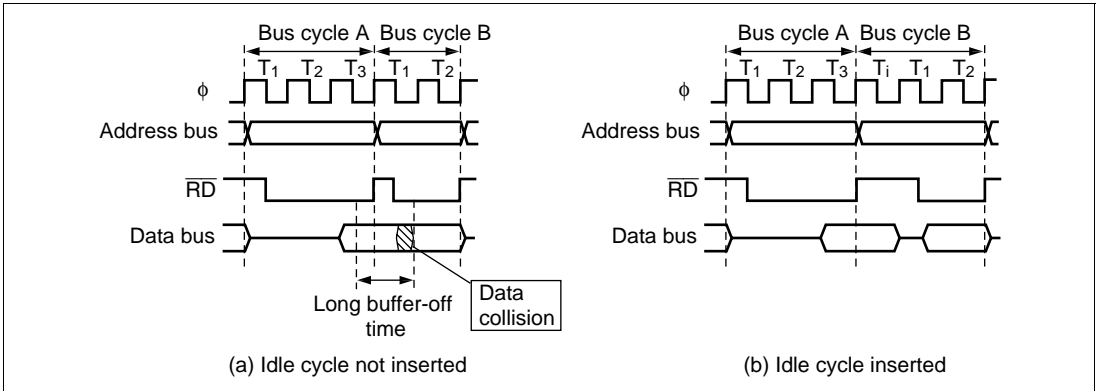 Bus cycle A Bus cycle B
T1 T2 T3 T1 T2
ϕ
Address bus
RD
Data bus
Long buffer-off
time
Data
collision
(a) Idle cycle not inserted
Bus cycle A Bus cycle B
T1 T2 T3 Ti T1 T2
ϕ
Address bus
RD
Data bus
(b) Idle cycle inserted